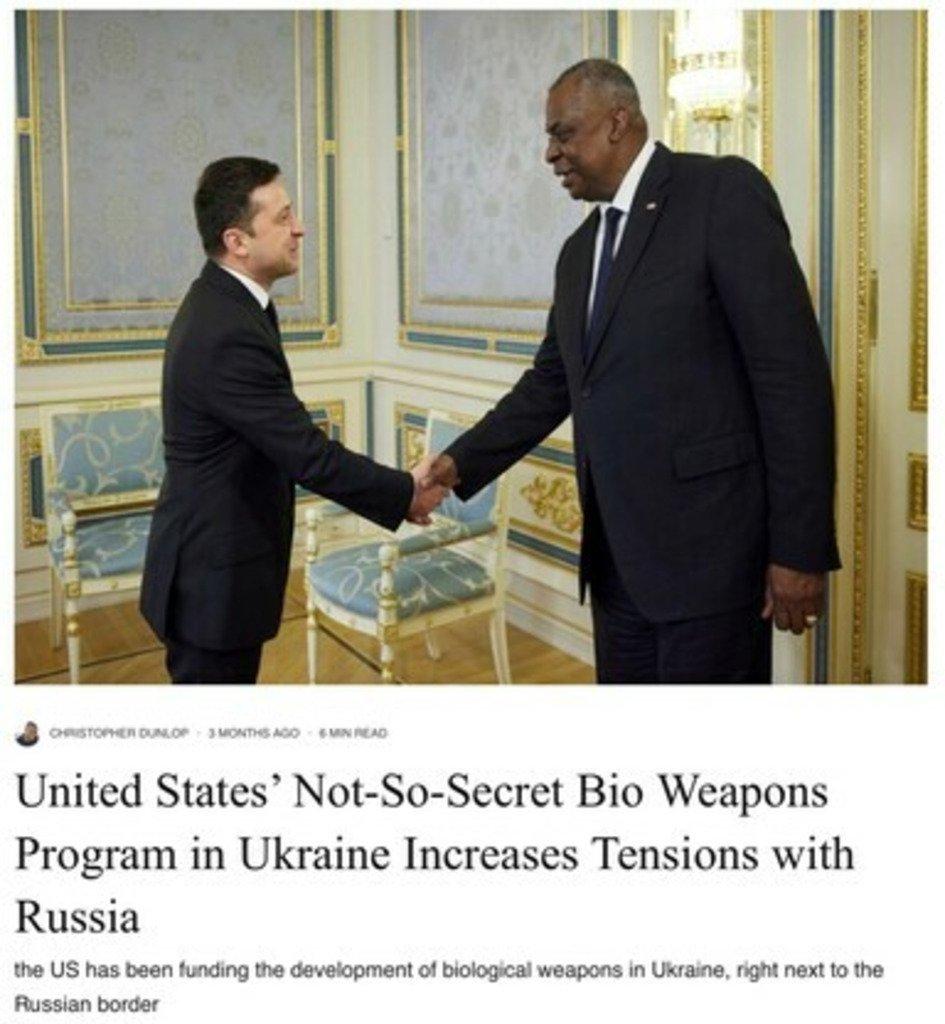 CHRISTOPHER DUNLOP · 3 MONTHS AGO · 6 MIN READ
United States’ Not-So-Secret Bio Weapons
Program in Ukraine Increases Tensions with
Russia
the US has been funding the development of biological weapons in Ukraine, right next to the
Russian border